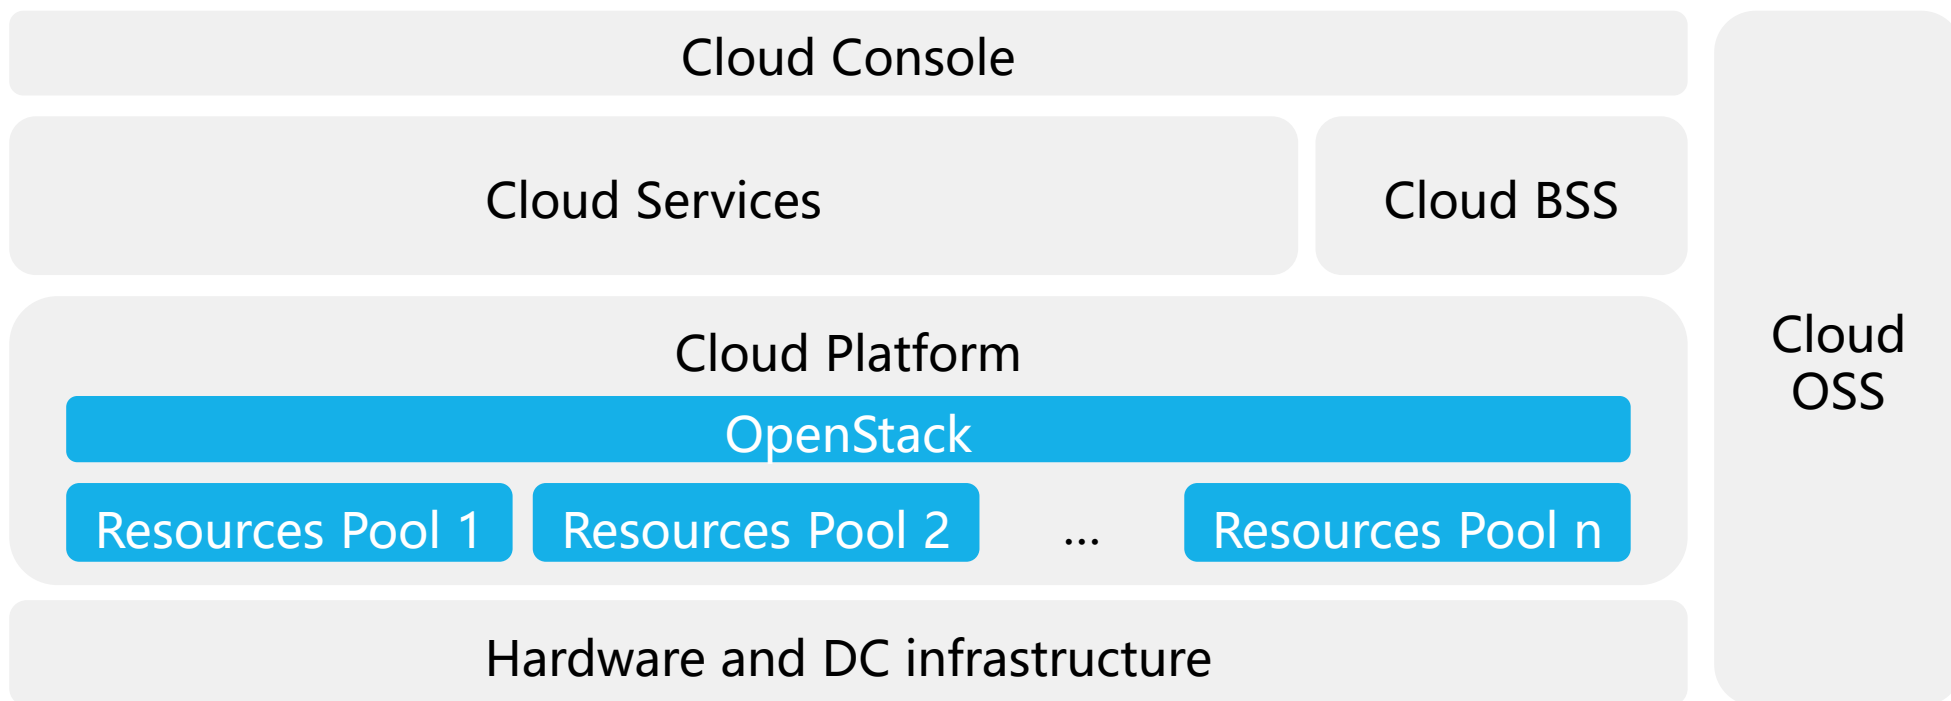 Cloud Console
Cloud Services
Cloud BSS
Cloud Platform
OpenStack
Resources Pool 1
Resources Pool 2
...
Resources Pool n
Hardware and DC infrastructure
Cloud
OSS